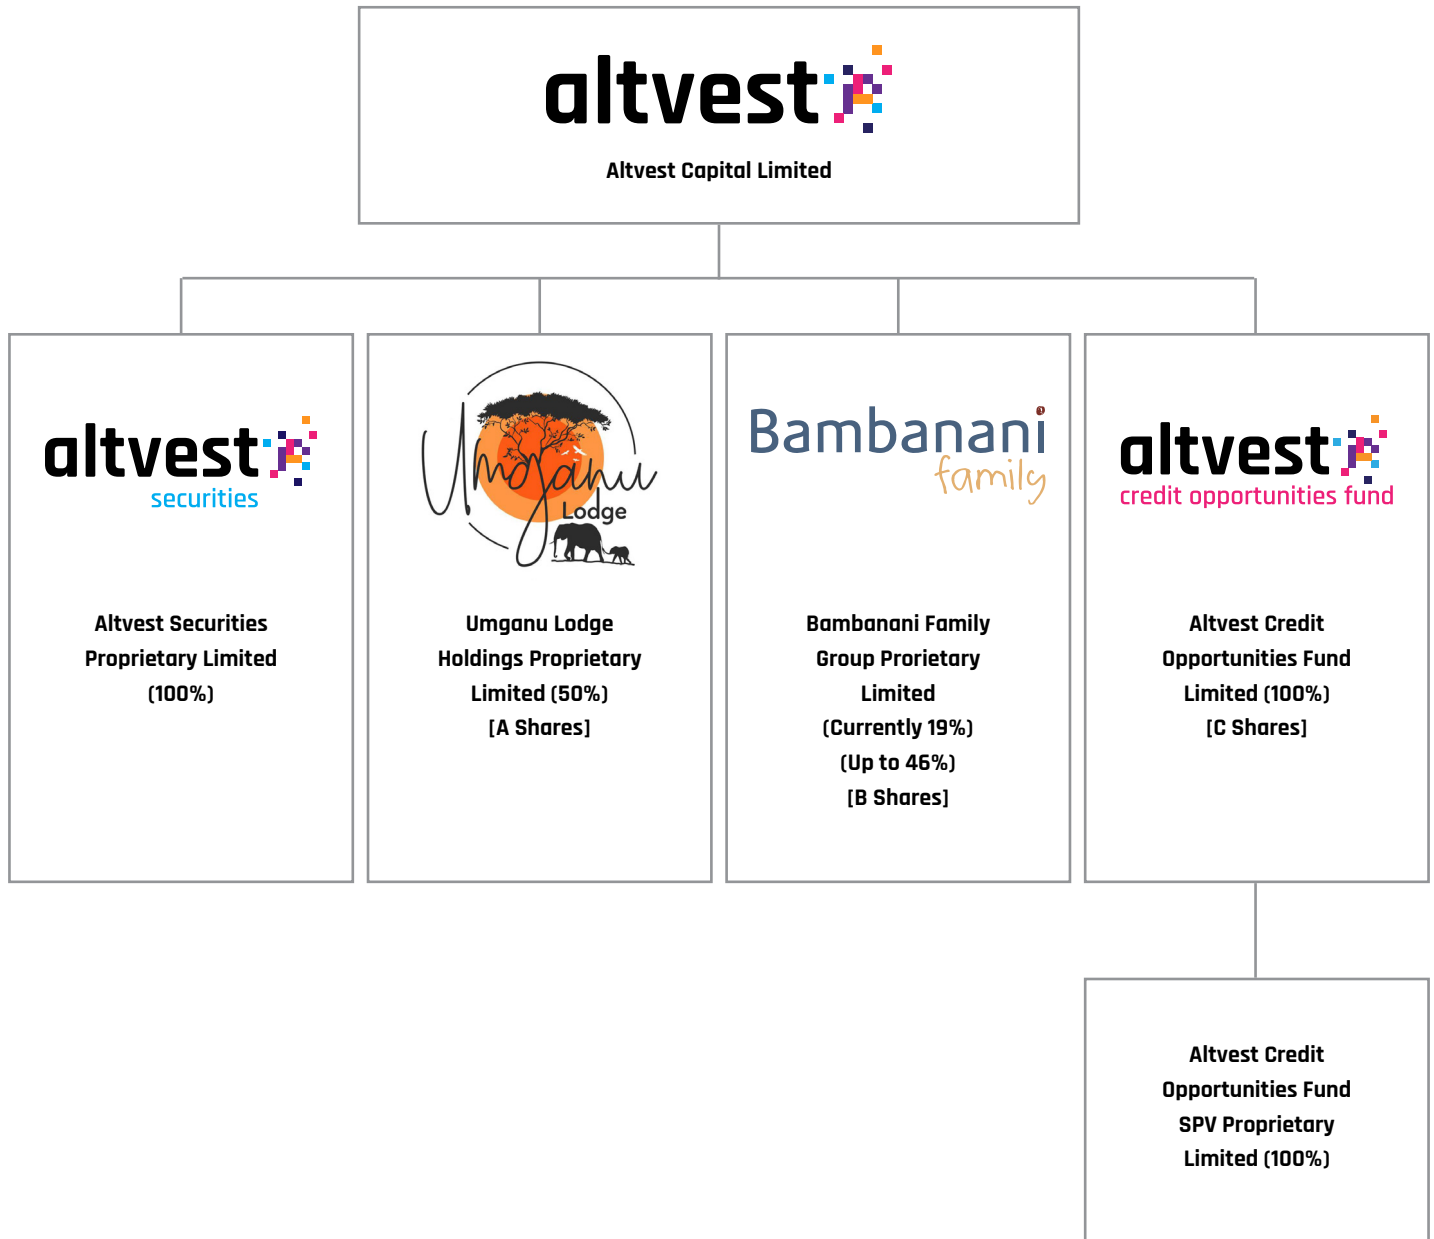 altvest
Altvest Capital Limited
altvest
securities
Altvest Securities
Proprietary Limited
(100%)
Umganu
Lodge
Umganu Lodge
Holdings Proprietary
Limited (50%)
[A Shares]
Bambanani
family
Bambanani Family
Group Prorietary
Limited
(Currently 19%)
(Up to 46%)
[B Shares]
altvest
credit opportunities fund
Altvest Credit
Opportunities Fund
Limited (100%)
[C Shares]
Altvest Credit
Opportunities Fund
SPV Proprietary
Limited (100%)